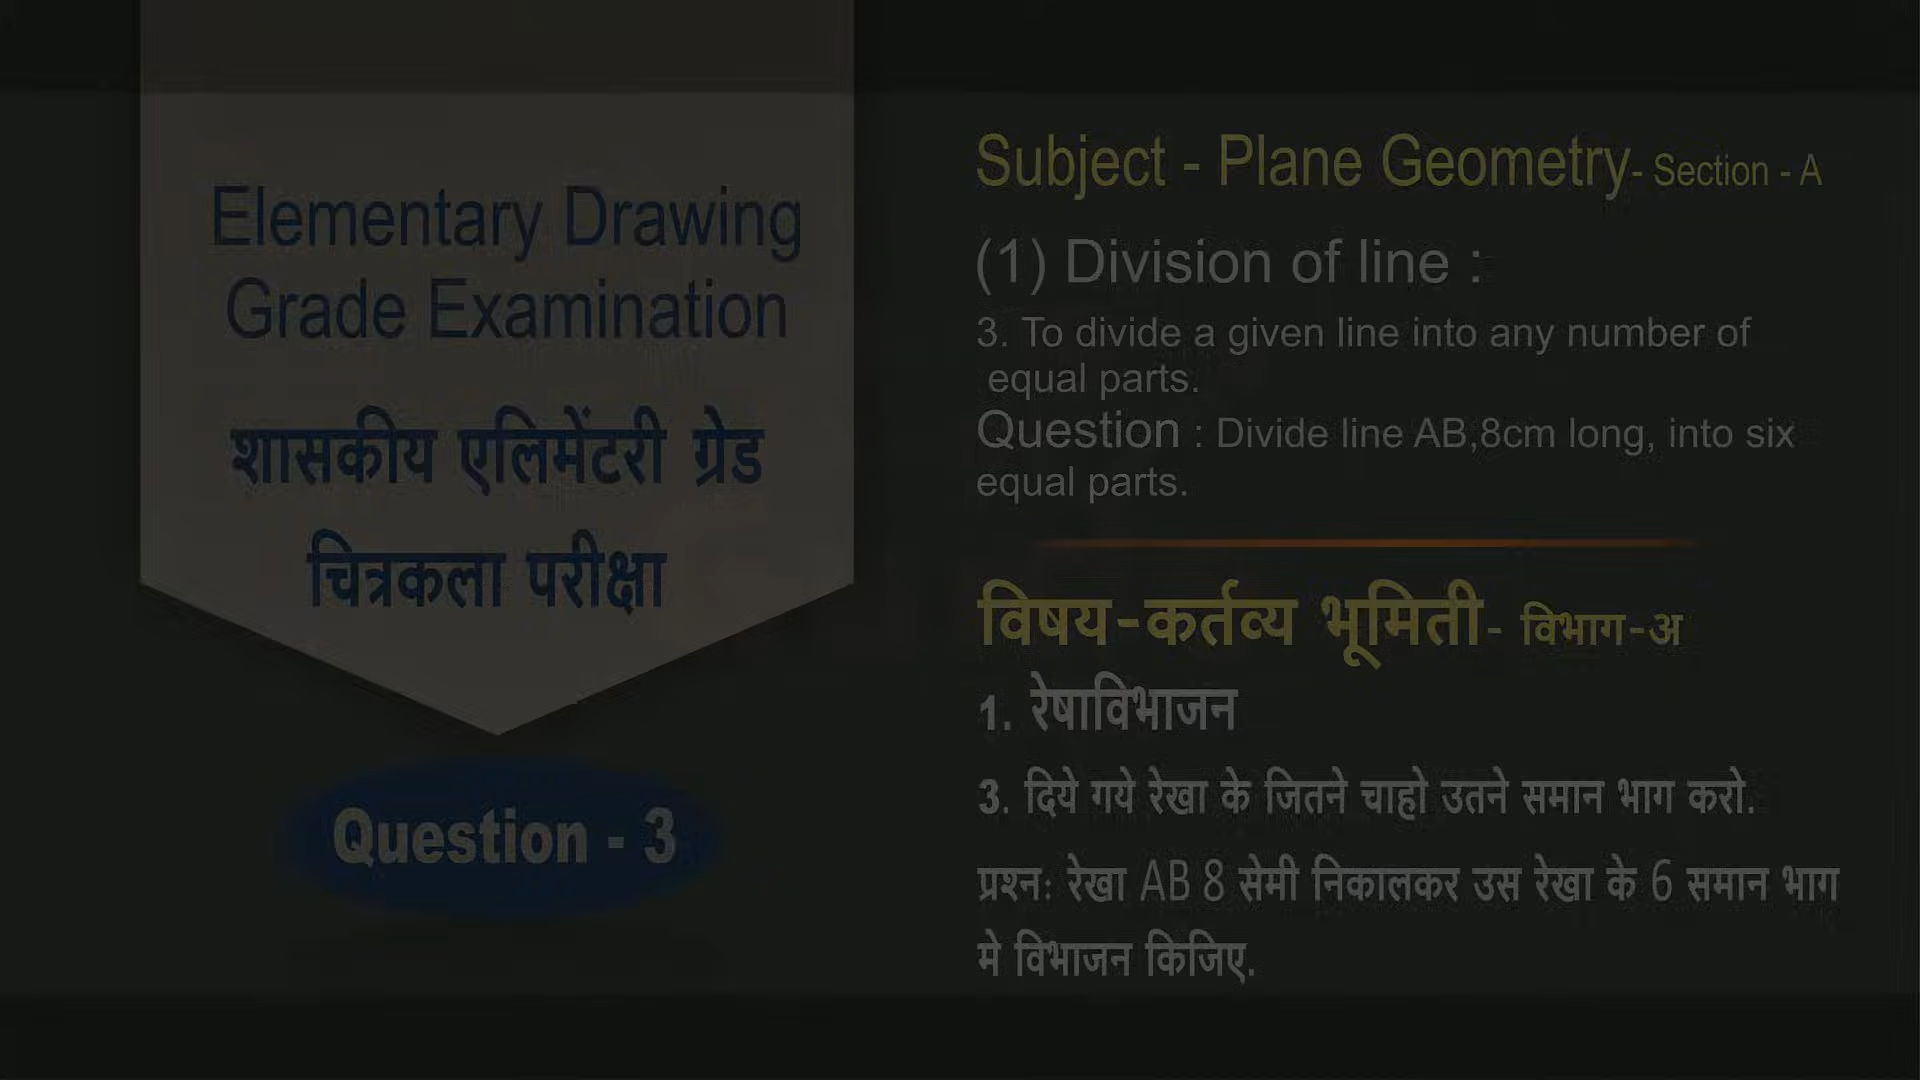 Elementary Drawing
Grade Examination
शासकीय एलिमेंटरी ग्रेड
चित्रकला परीक्षा
Question - 3
Subject - Plane Geometry- Section - A
(1) Division of line :
3. To divide a given line into any number of
equal parts.
Question : Divide line AB,8cm long, into six
equal parts.
विषय-कर्तव्य भूमिती- विभाग-अ
1. रेषाविभाजन
3. दिये गये रेखा के जितने चाहो उतने समान भाग करो.
प्रश्नः रेखा AB 8 सेमी निकालकर उस रेखा के 6 समान भाग
मे विभाजन किजिए.